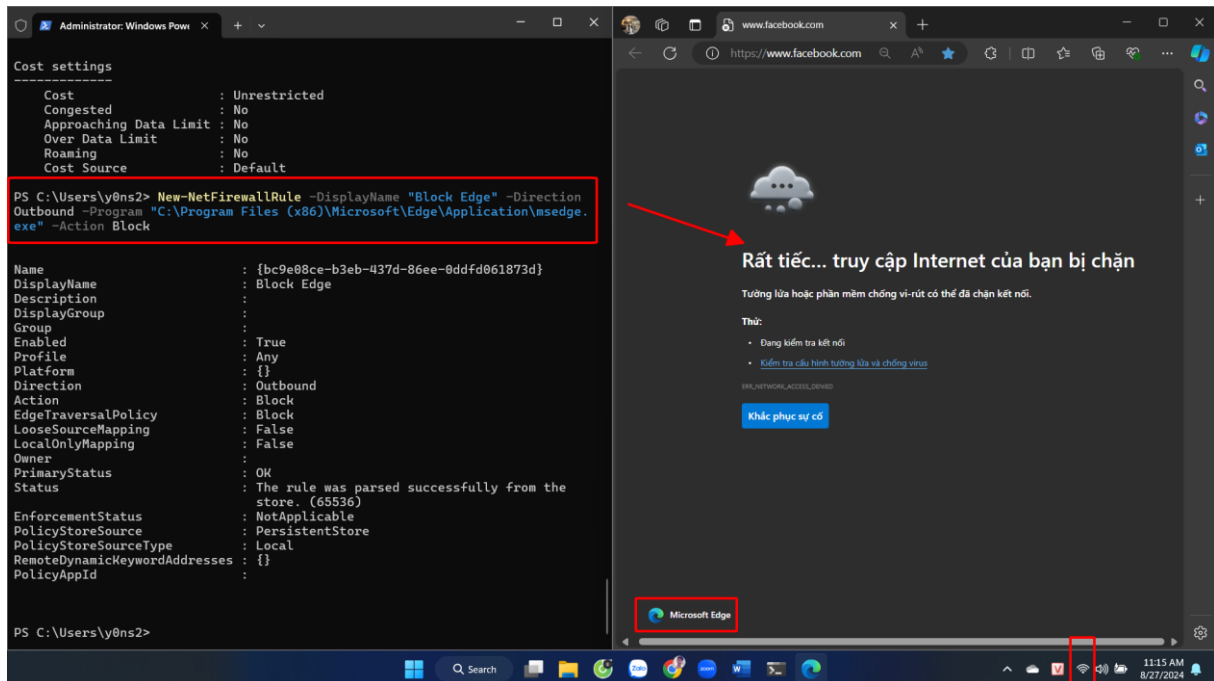 Administrator: Windows Powe
Cost settings
-------------
Cost : Unrestricted
Congested : No
Approaching Data Limit : No
Over Data Limit : No
Roaming : No
Cost Source : Default
PS C:\Users\y0ns2> New-NetFirewallRule -DisplayName "Block Edge" -Direction
Outbound -Program "C:\Program Files (x86)\Microsoft\Edge\Application\msedge.
exe" -Action Block
Name : {bc9e08ce-b3eb-437d-86ee-0ddfd061873d}
DisplayName : Block Edge
Description :
DisplayGroup :
Group :
Enabled : True
Profile : Any
Platform : {}
Direction : Outbound
Action : Block
EdgeTraversalPolicy : Block
LooseSourceMapping : False
LocalOnlyMapping : False
Owner :
PrimaryStatus : OK
Status : The rule was parsed successfully from the
store. (65536)
EnforcementStatus : NotApplicable
PolicyStoreSource : PersistentStore
PolicyStoreSourceType : Local
RemoteDynamicKeywordAddresses : {}
PolicyAppId :
PS C:\Users\y0ns2>
www.facebook.com
https://www.facebook.com
Rất tiếc... truy cập Internet của bạn bị chặn
Tường lửa hoặc phần mềm chống vi-rút có thể đã chặn kết nối.
Thử:
• Đang kiểm tra kết nối
• Kiểm tra cấu hình tường lửa và chống virus
ERR_NETWORK_ACCESS_DENIED
Khắc phục sự cố
Microsoft Edge
Search
Zalo
zoom
11:15 AM
8/27/2024